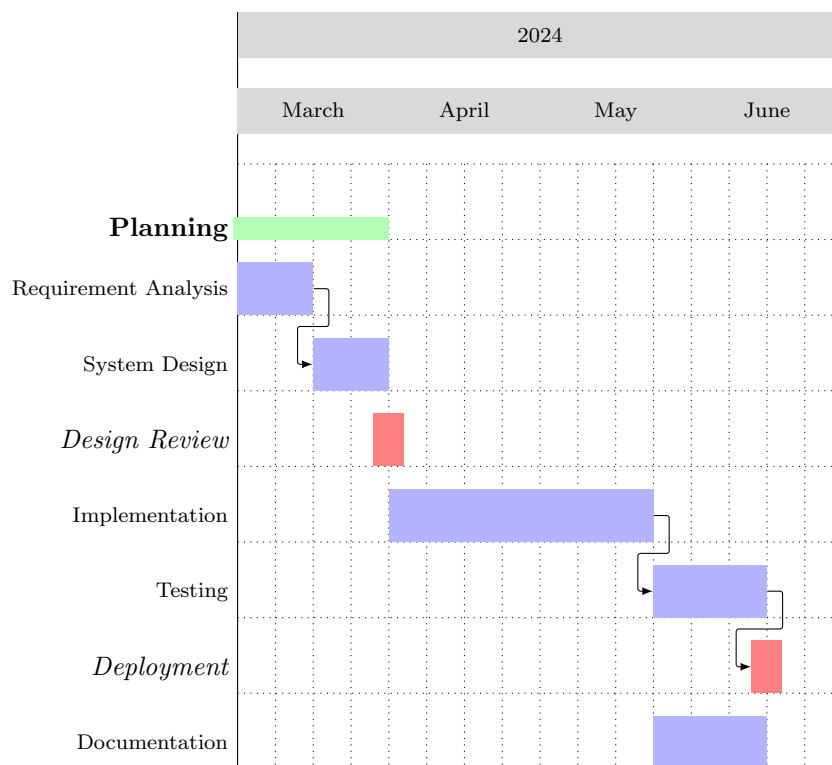 2024
March April May June
Planning
Requirement Analysis
System Design
Design Review
Implementation
Testing
Deployment
Documentation